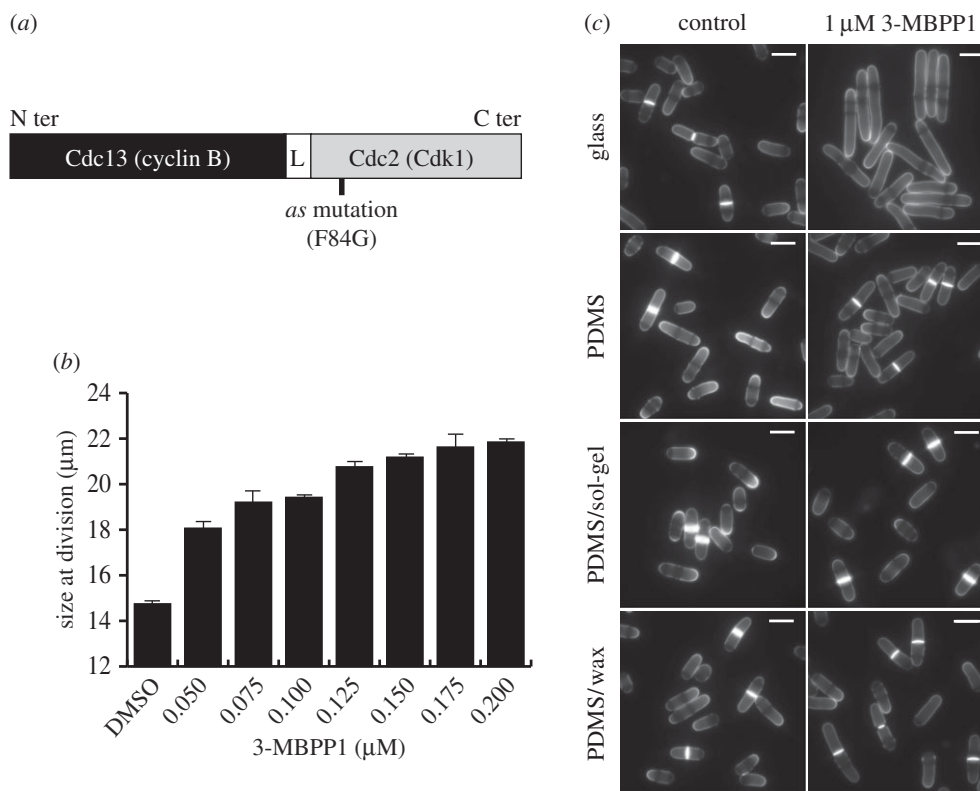 (a)
N ter
C ter
Cdc13 (cyclin B)
L
Cdc2 (Cdk1)
as mutation
(F84G)
(b)
size at division (μm)
24
22
20
18
16
14
12
DMSO
0.050
0.075
0.100
0.125
0.150
0.175
0.200
3-MBPP1 (μM)
(c)
control
1 μM 3-MBPP1
glass
PDMS
PDMS/sol-gel
PDMS/wax